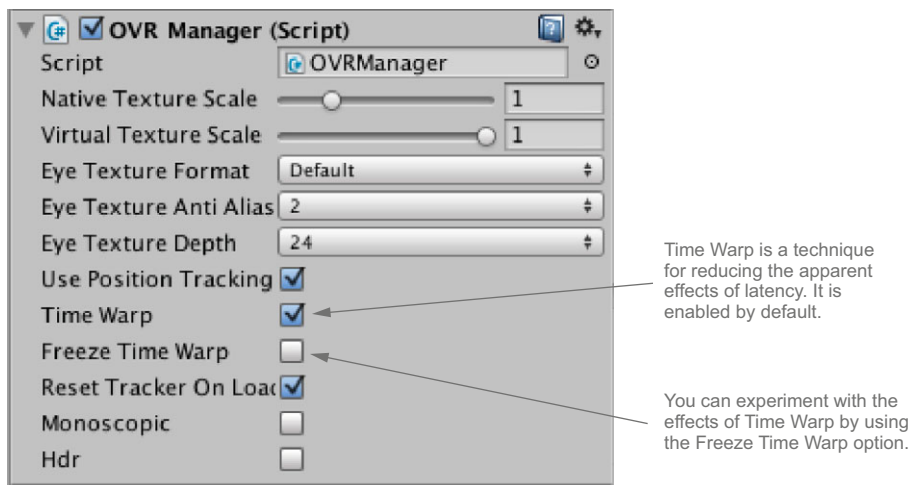 OVR Manager (Script)
Script OVRManager
Native Texture Scale 1
Virtual Texture Scale 1
Eye Texture Format Default
Eye Texture Anti Alias 2
Eye Texture Depth 24
Use Position Tracking
Time Warp
Freeze Time Warp
Reset Tracker On Loa
Monoscopic
Hdr
Time Warp is a technique
for reducing the apparent
effects of latency. It is
enabled by default.
You can experiment with the
effects of Time Warp by using
the Freeze Time Warp option.